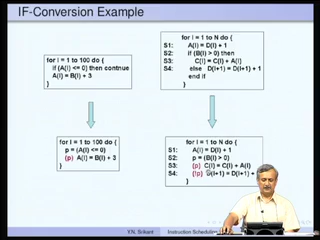 IF-Conversion Example
for I = 1 to 100 do {
if (A(I) <= 0) then contnue
A(I) = B(I) + 3
}
for I = 1 to N do {
S1: A(I) = D(I) + 1
S2: if (B(I) > 0) then
S3: C(I) = C(I) + A(I)
S4: else D(I+1) = D(I+1) + 1
end if
}
for I = 1 to 100 do {
p = (A(I) <= 0)
(!p) A(I) = B(I) + 3
}
for I = 1 to N do {
S1: A(I) = D(I) + 1
S2: p = (B(I) > 0)
S3: (p) C(I) = C(I) + A(I)
S4: (!p) D(I+1) = D(I+1) +
}
Y.N. Srikant
Instruction Scheduling